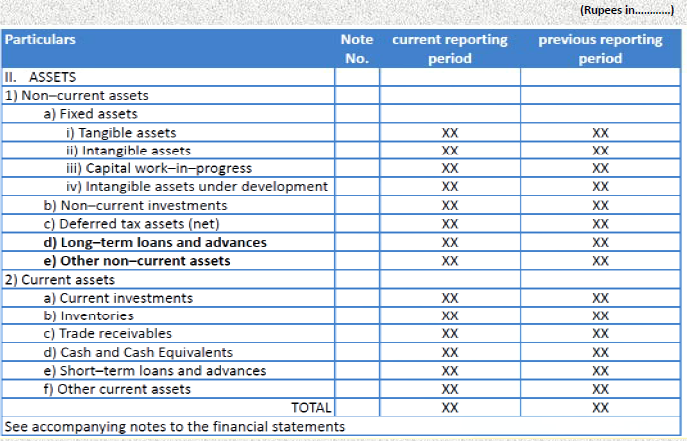 (Rupees in............)
Particulars Note No. current reporting period previous reporting period
II. ASSETS
1) Non–current assets
a) Fixed assets
i) Tangible assets XX XX
ii) Intangible assets XX XX
iii) Capital work–in–progress XX XX
iv) Intangible assets under development XX XX
b) Non–current investments XX XX
c) Deferred tax assets (net) XX XX
d) Long–term loans and advances XX XX
e) Other non–current assets XX XX
2) Current assets
a) Current investments XX XX
b) Inventories XX XX
c) Trade receivables XX XX
d) Cash and Cash Equivalents XX XX
e) Short–term loans and advances XX XX
f) Other current assets XX XX
TOTAL XX XX
See accompanying notes to the financial statements